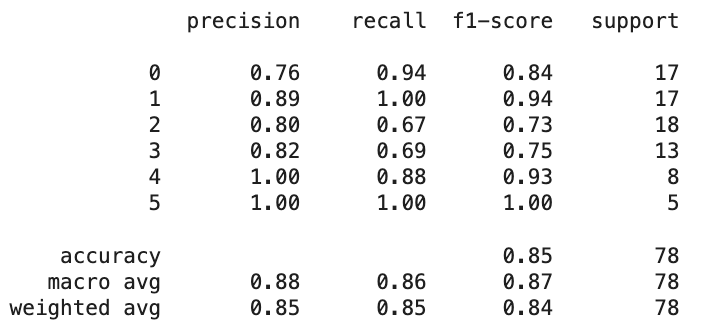 precision recall f1-score support
0 0.76 0.94 0.84 17
1 0.89 1.00 0.94 17
2 0.80 0.67 0.73 18
3 0.82 0.69 0.75 13
4 1.00 0.88 0.93 8
5 1.00 1.00 1.00 5
accuracy 0.85 78
macro avg 0.88 0.86 0.87 78
weighted avg 0.85 0.85 0.84 78